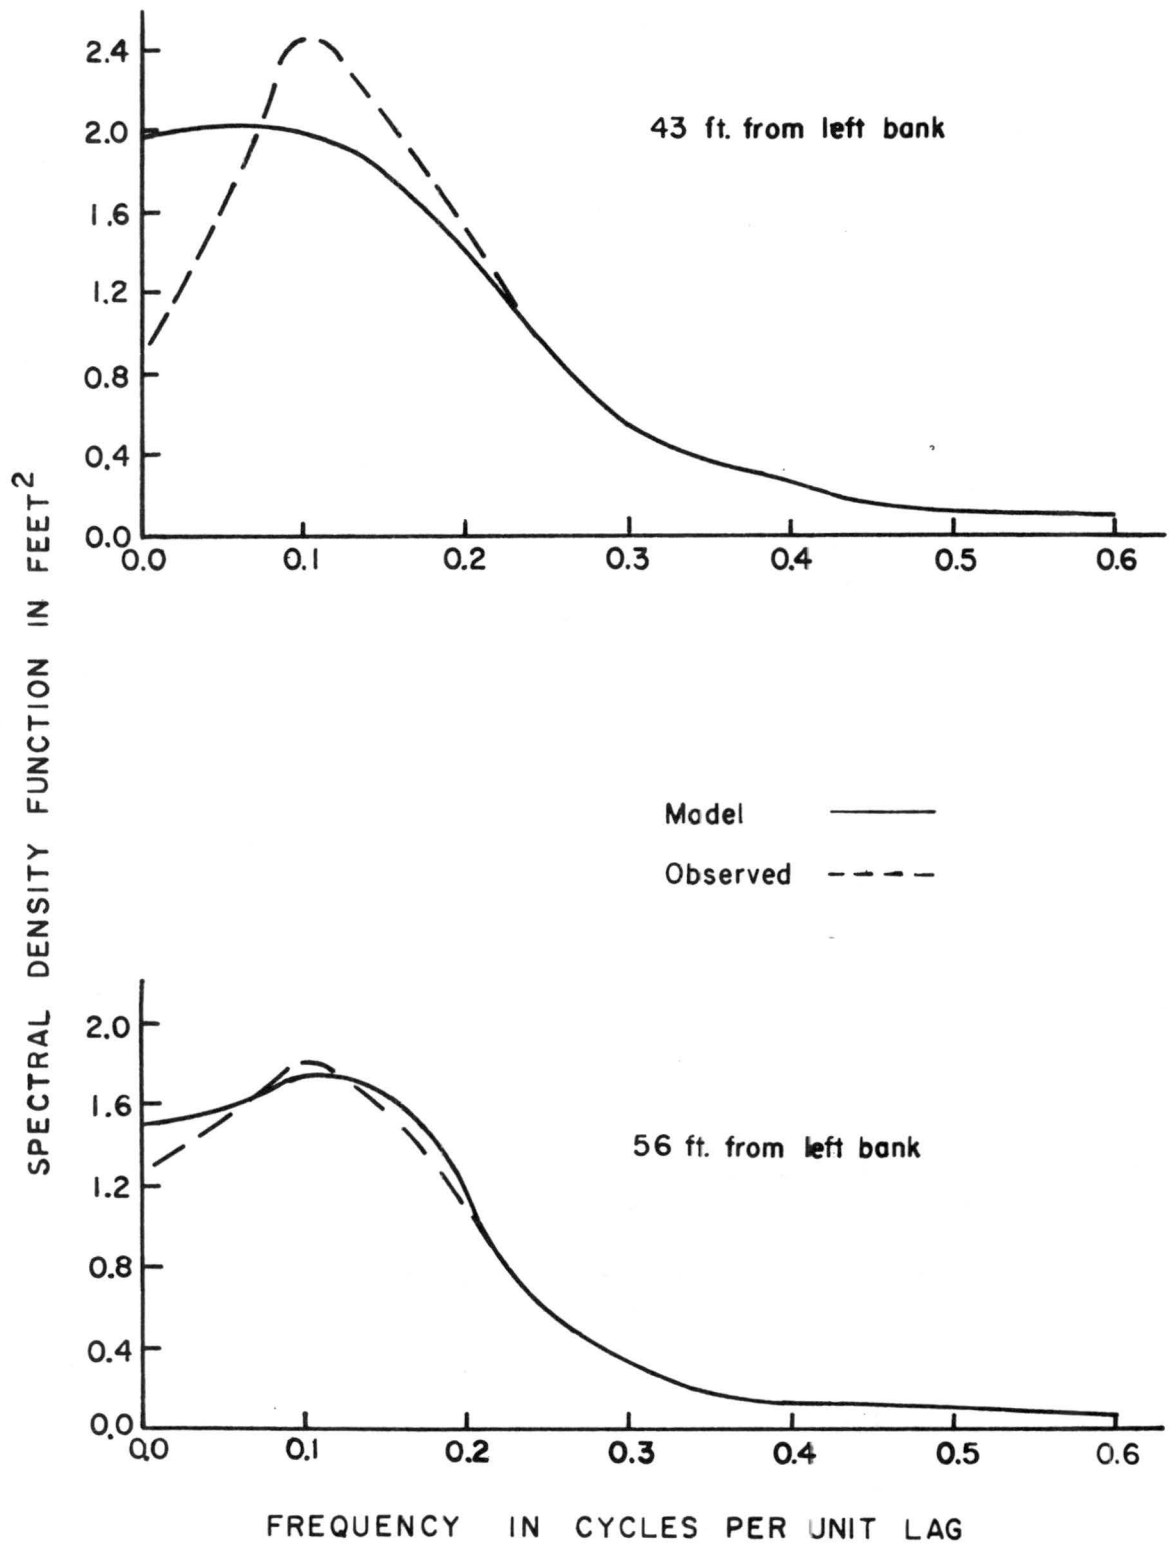 SPECTRAL DENSITY FUNCTION IN FEET²
2.4
2.0
1.6
1.2
0.8
0.4
0.0
43 ft. from left bank
0.0 0.1 0.2 0.3 0.4 0.5 0.6
Model
Observed
2.0
1.6
1.2
0.8
0.4
0.0
56 ft. from left bank
0.0 0.1 0.2 0.3 0.4 0.5 0.6
FREQUENCY IN CYCLES PER UNIT LAG